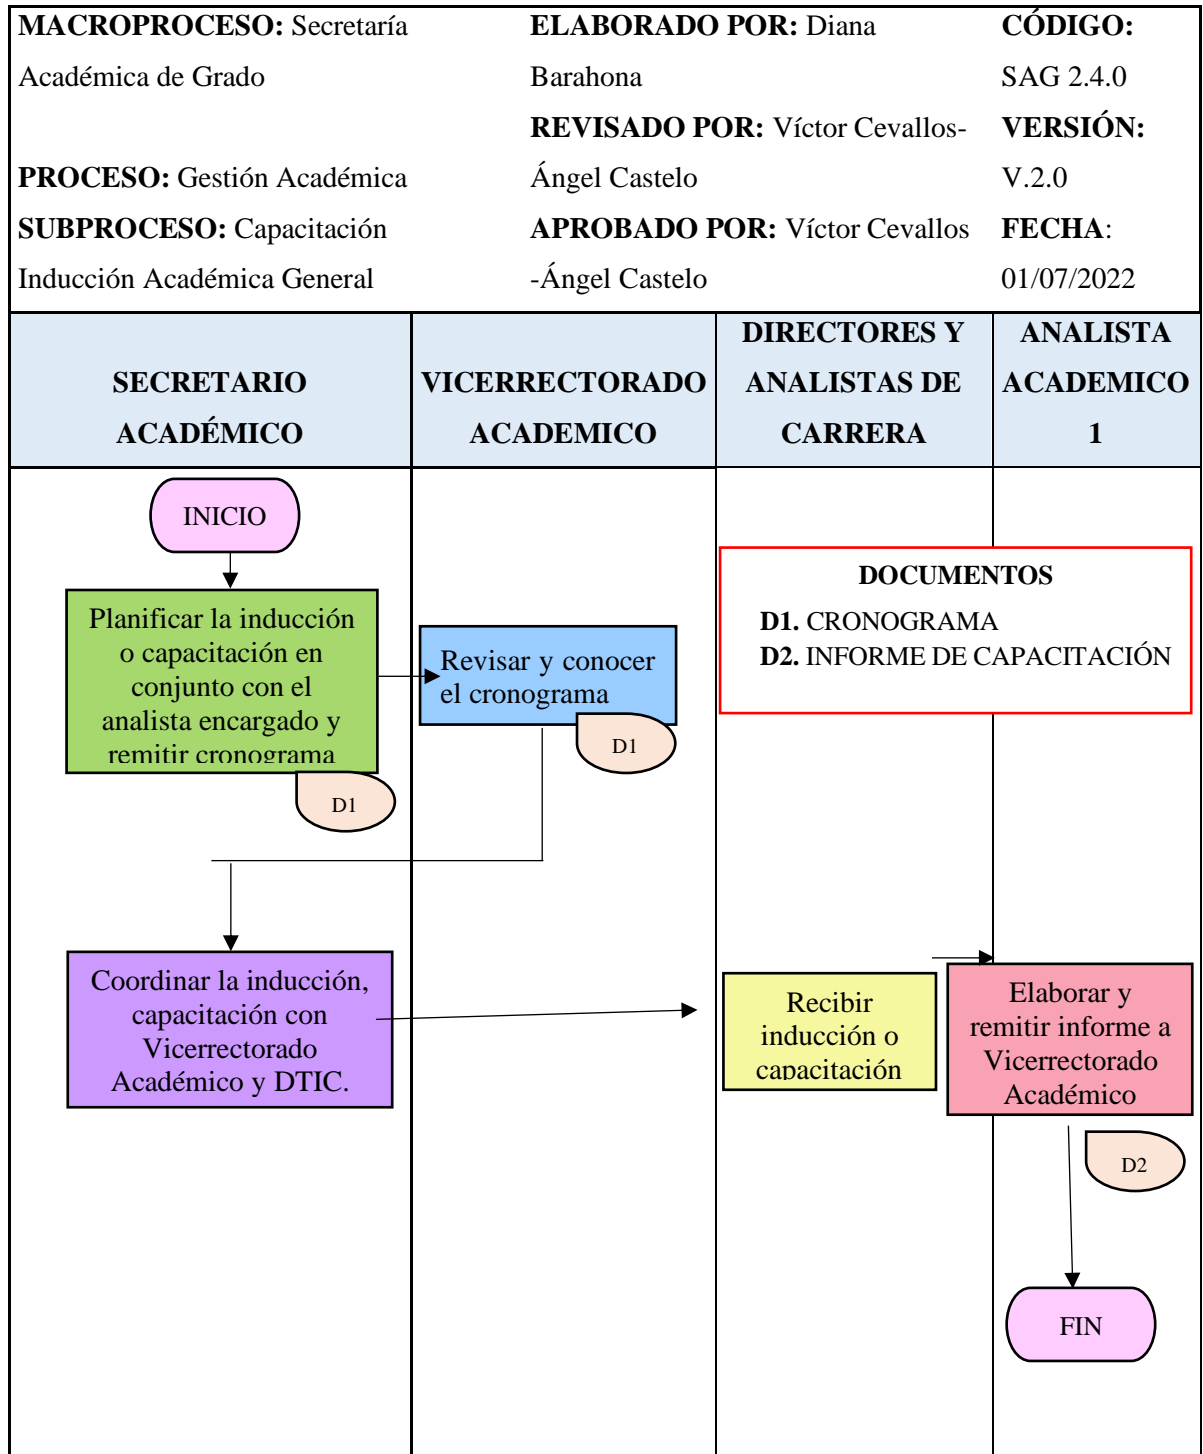 MACROPROCESO: Secretaría
Académica de Grado
PROCESO: Gestión Académica
SUBPROCESO: Capacitación
Inducción Académica General
ELABORADO POR: Diana
Barahona
REVISADO POR: Víctor Cevallos-
Ángel Castelo
APROBADO POR: Víctor Cevallos
-Ángel Castelo
CÓDIGO:
SAG 2.4.0
VERSIÓN:
V.2.0
FECHA:
01/07/2022
SECRETARIO
ACADÉMICO
VICERRECTORADO
ACADEMICO
DIRECTORES Y
ANALISTAS DE
CARRERA
ANALISTA
ACADEMICO
1
INICIO
Planificar la inducción
o capacitación en
conjunto con el
analista encargado y
remitir cronograma
D1
Revisar y conocer
el cronograma
D1
DOCUMENTOS
D1. CRONOGRAMA
D2. INFORME DE CAPACITACIÓN
Coordinar la inducción,
capacitación con
Vicerrectorado
Académico y DTIC.
Recibir
inducción o
capacitación
Elaborar y
remitir informe a
Vicerrectorado
Académico
D2
FIN